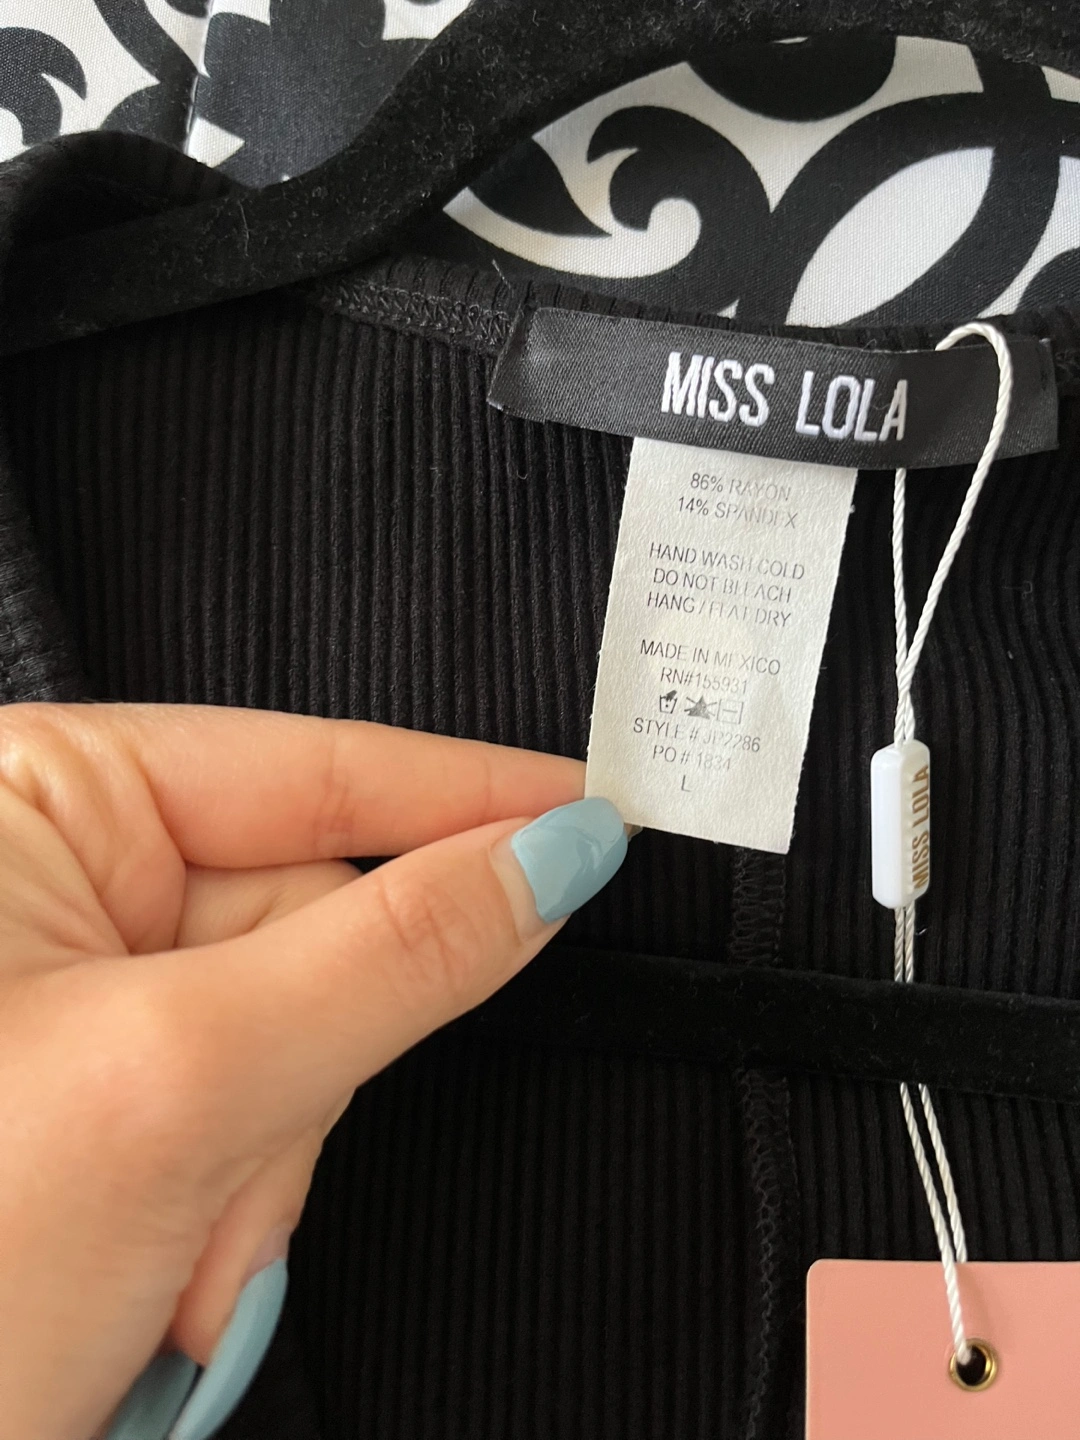 MISS LOLA
86% RAYON
14% SPANDEX
HAND WASH COLD
DO NOT BLEACH
HANG / FLAT DRY
MADE IN MEXICO
RN#155931
STYLE # JP2286
PO # 1834
L
MISS LOLA